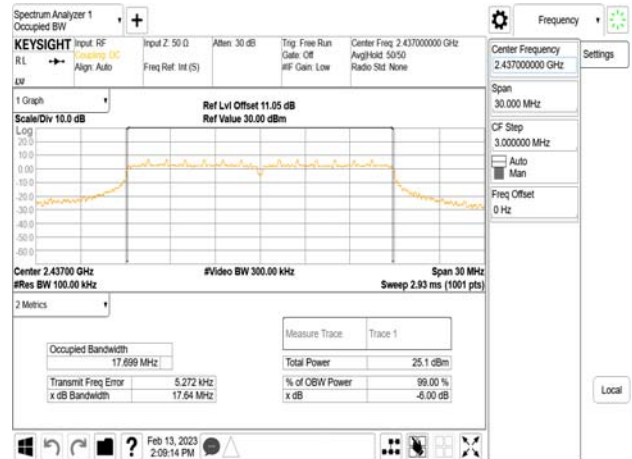 Spectrum Analyzer 1
Occupied BW
+
Frequency
KEYSIGHT
RL
Input: RF
Coupling: DC
Align: Auto
Input Z: 50 Ω
Freq Ref: Int (S)
Atten: 30 dB
Trig: Free Run
Gate: Off
#IF Gain: Low
Center Freq: 2.437000000 GHz
Avg|Hold: 50/50
Radio Std: None
1 Graph
Scale/Div 10.0 dB
Ref Lvl Offset 11.05 dB
Ref Value 30.00 dBm
Log
20.0
10.0
0.00
-10.0
-20.0
-30.0
-40.0
-50.0
-60.0
Center 2.43700 GHz
#Res BW 100.00 kHz
#Video BW 300.00 kHz
Span 30 MHz
Sweep 2.93 ms (1001 pts)
2 Metrics
Measure Trace Trace 1
Occupied Bandwidth
17.699 MHz
Total Power 25.1 dBm
Transmit Freq Error 5.272 kHz
% of OBW Power 99.00 %
x dB Bandwidth 17.64 MHz
x dB -6.00 dB
Center Frequency
2.437000000 GHz
Span
30.000 MHz
CF Step
3.000000 MHz
Auto
Man
Freq Offset
0 Hz
Settings
Local
?
Feb 13, 2023
2:09:14 PM